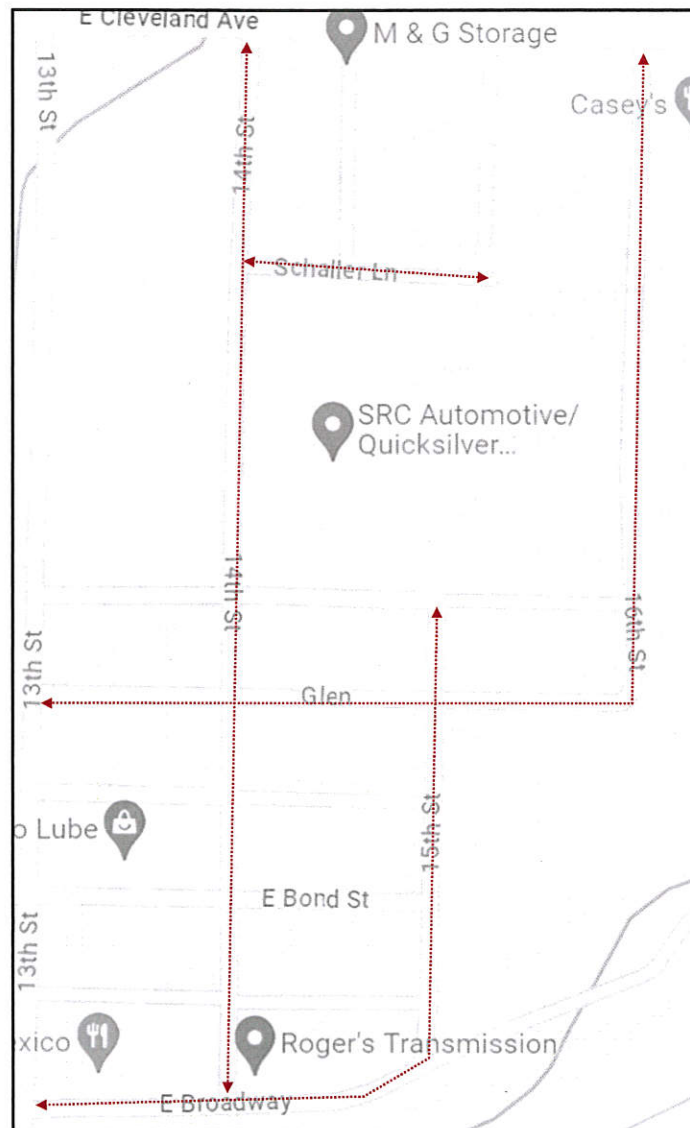 E Cleveland Ave
M & G Storage
13th St
Casey's
14th St
Schaller Ln
SRC Automotive/
Quicksilver...
14th St
16th St
13th St
Glen
15th St
o Lube
E Bond St
13th St
exico
Roger's Transmission
E Broadway